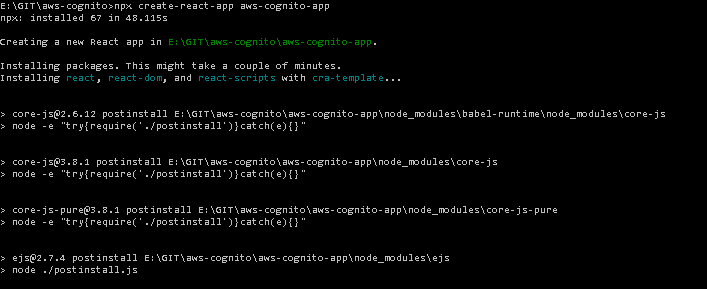 E:\GIT\aws-cognito>npx create-react-app aws-cognito-app
npx: installed 67 in 48.115s
Creating a new React app in E:\GIT\aws-cognito\aws-cognito-app.
Installing packages. This might take a couple of minutes.
Installing react, react-dom, and react-scripts with cra-template...
> core-js@2.6.12 postinstall E:\GIT\aws-cognito\aws-cognito-app\node_modules\babel-runtime\node_modules\core-js
> node -e "try{require('./postinstall')}catch(e){}"
> core-js@3.8.1 postinstall E:\GIT\aws-cognito\aws-cognito-app\node_modules\core-js
> node -e "try{require('./postinstall')}catch(e){}"
> core-js-pure@3.8.1 postinstall E:\GIT\aws-cognito\aws-cognito-app\node_modules\core-js-pure
> node -e "try{require('./postinstall')}catch(e){}"
> ejs@2.7.4 postinstall E:\GIT\aws-cognito\aws-cognito-app\node_modules\ejs
> node ./postinstall.js